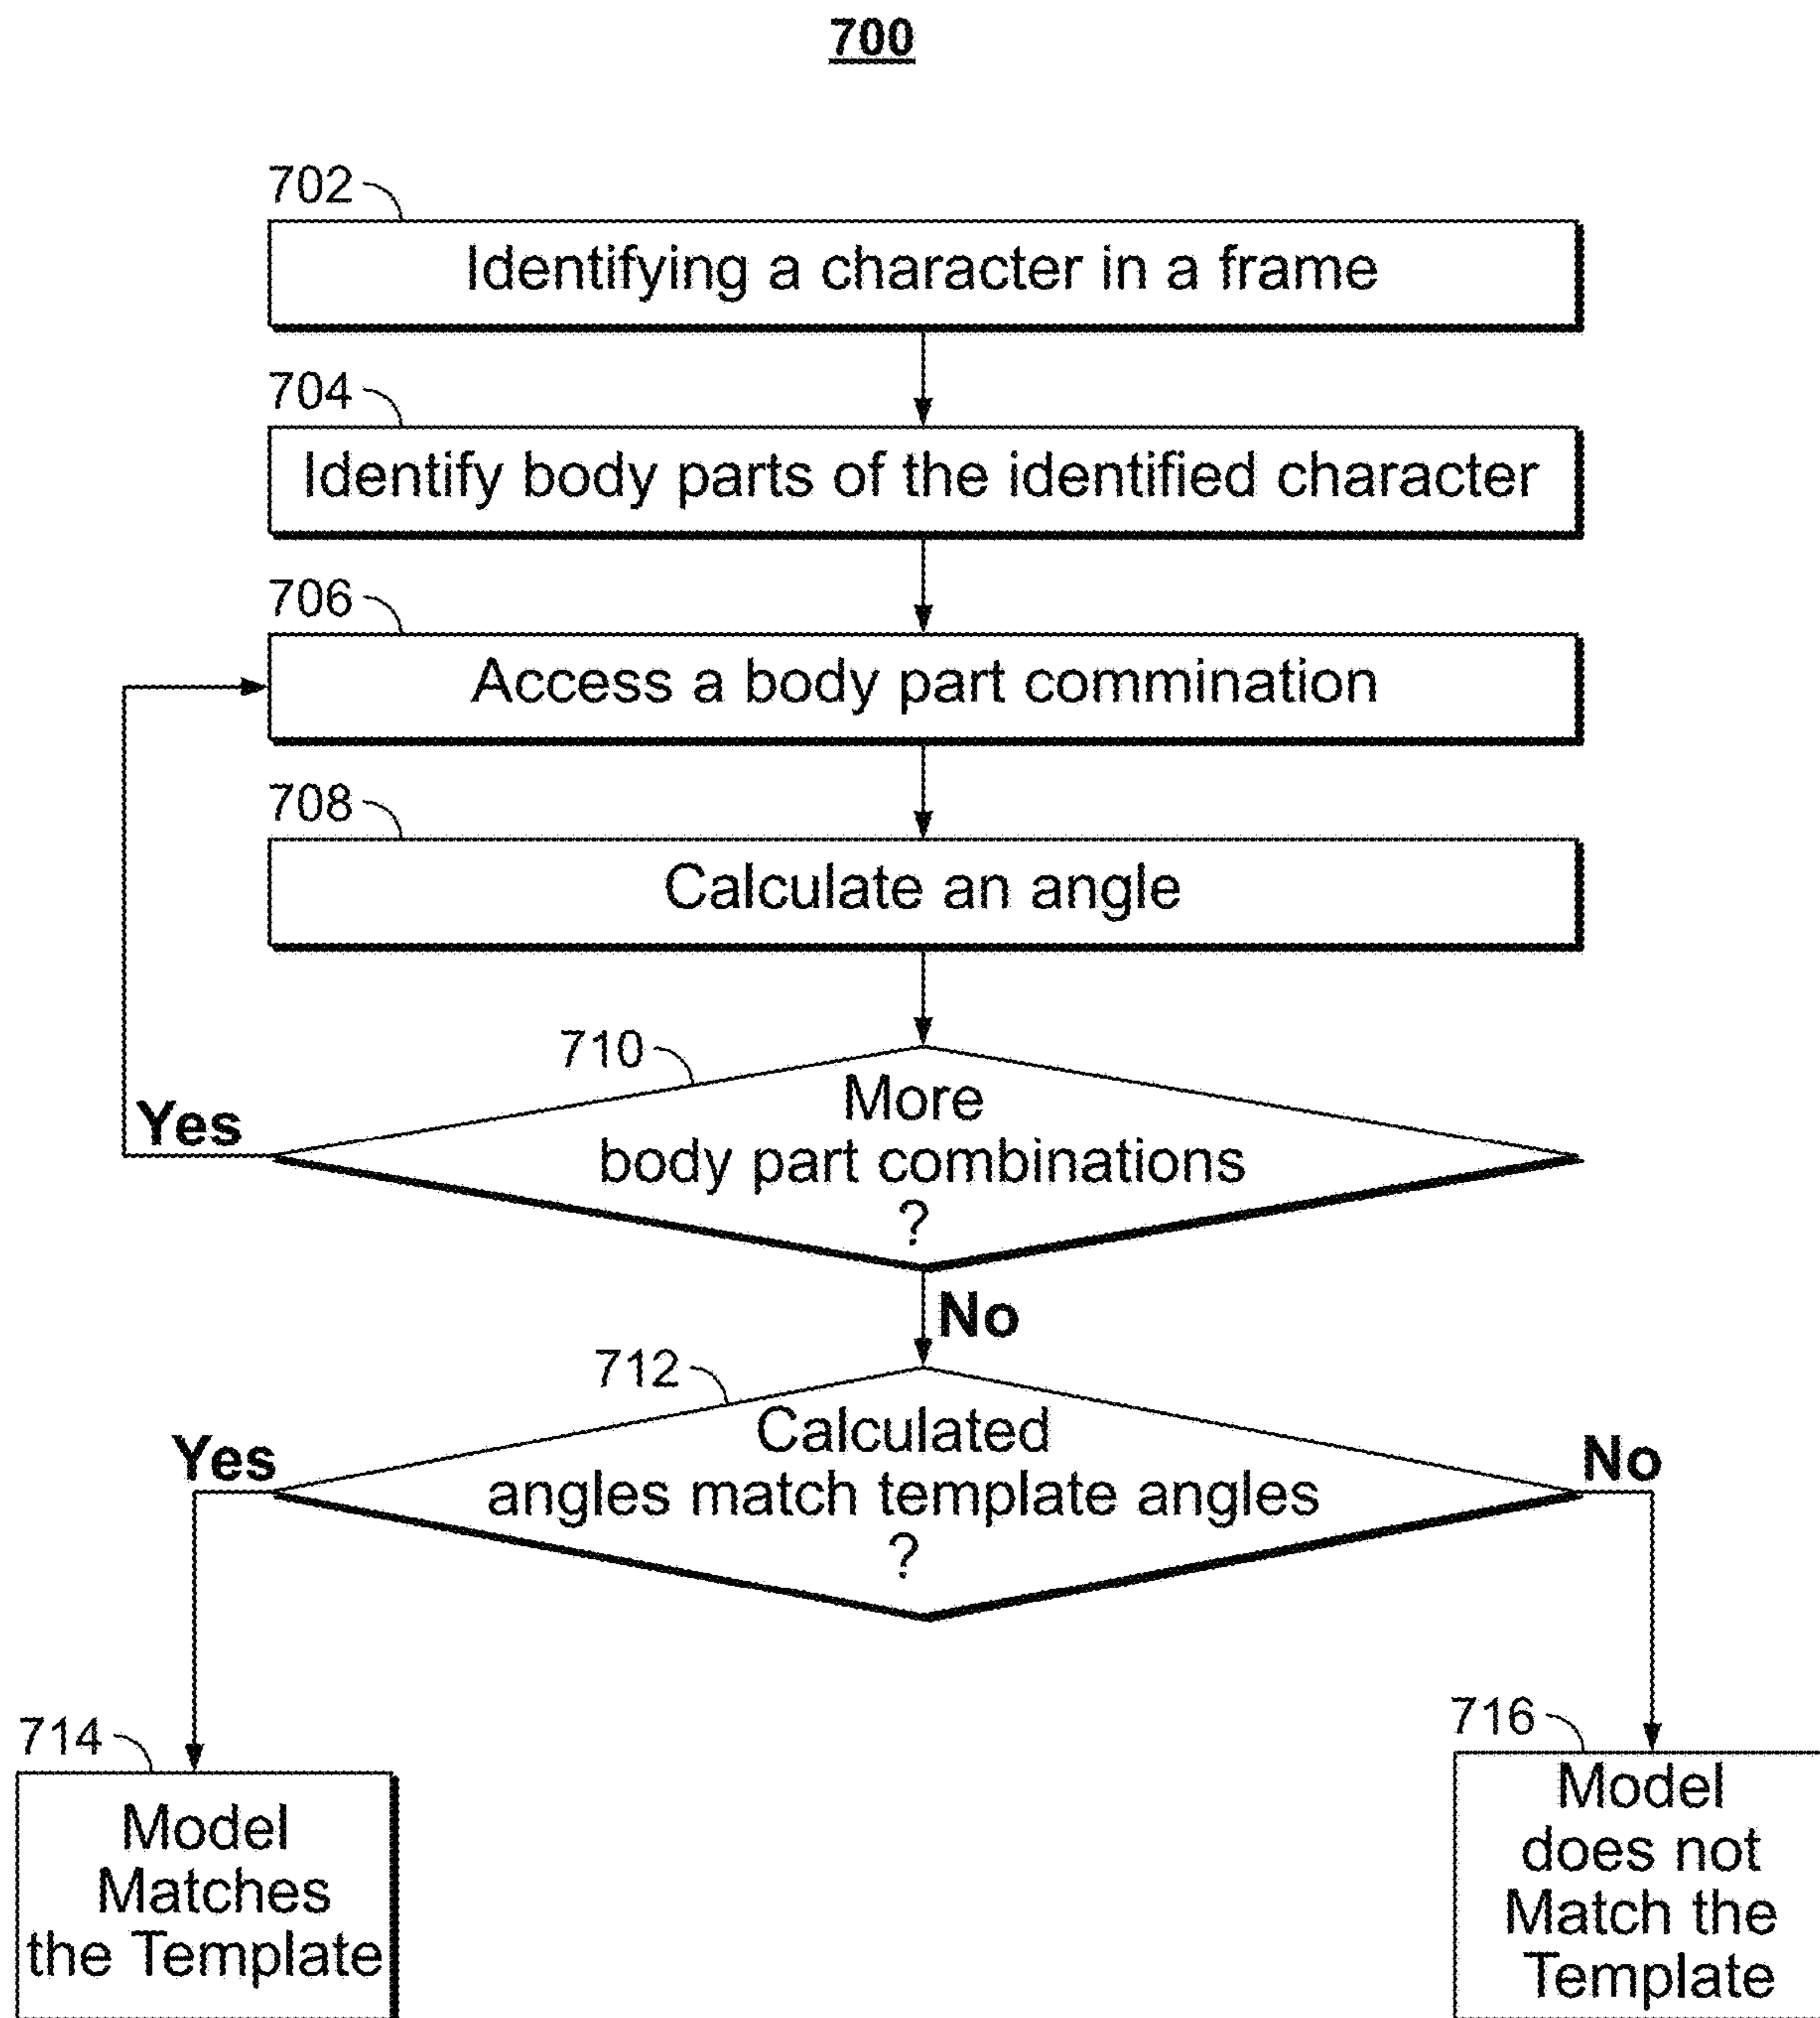 700
702
Identifying a character in a frame
704
Identify body parts of the identified character
706
Access a body part commination
708
Calculate an angle
710
More
body part combinations
?
Yes
No
712
Calculated
angles match template angles
?
Yes
No
714
Model
Matches
the Template
716
Model
does not
Match the
Template